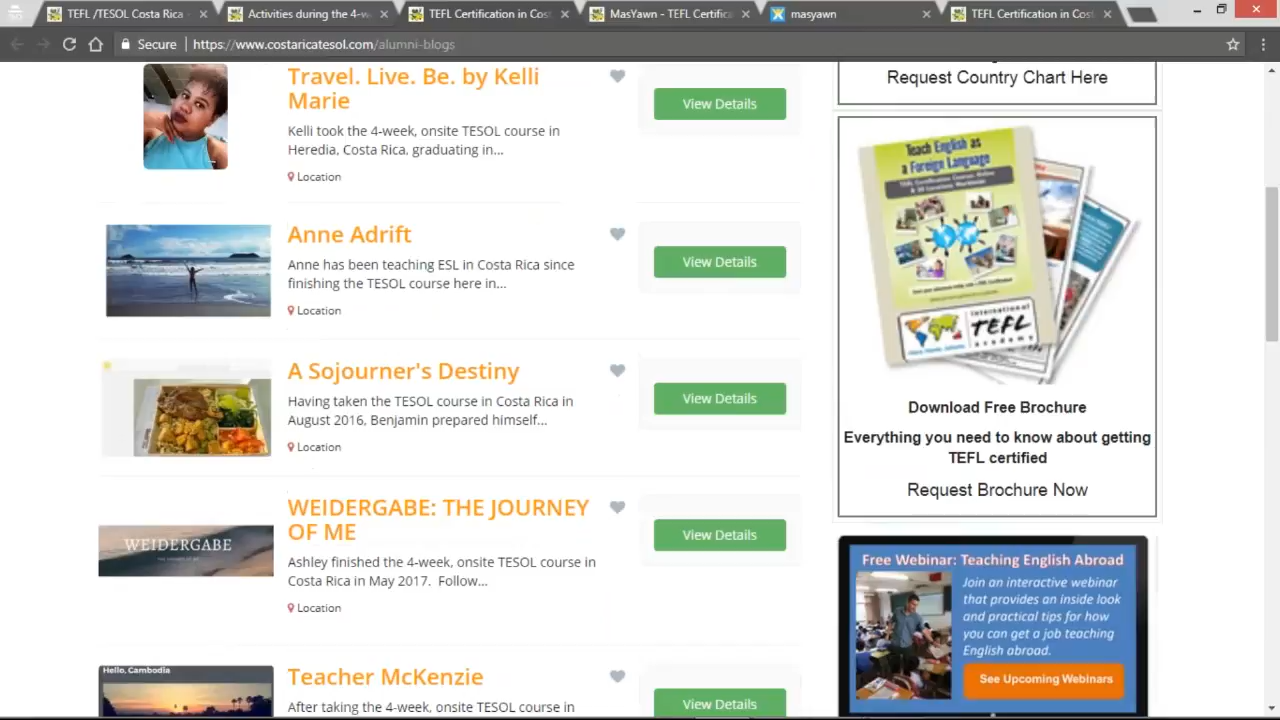 TEFL /TESOL Costa Rica -
Activities during the 4-w
TEFL Certification in Cos
MasYawn - TEFL Certific
masyawn
TEFL Certification in Cos
Secure
https://www.costaricatesol.com/alumni-blogs
Travel. Live. Be. by Kelli
Marie
Kelli took the 4-week, onsite TESOL course in
Heredia, Costa Rica, graduating in...
Location
View Details
Anne Adrift
Anne has been teaching ESL in Costa Rica since
finishing the TESOL course here in...
Location
View Details
A Sojourner's Destiny
Having taken the TESOL course in Costa Rica in
August 2016, Benjamin prepared himself...
Location
View Details
WEIDERGABE
WEIDERGABE: THE JOURNEY
OF ME
Ashley finished the 4-week, onsite TESOL course in
Costa Rica in May 2017.  Follow...
Location
View Details
Hello, Cambodia
Teacher McKenzie
After taking the 4-week, onsite TESOL course in
View Details
Request Country Chart Here
Teach English as
a Foreign Language
International
TEFL
academy
Download Free Brochure
Everything you need to know about getting
TEFL certified
Request Brochure Now
Free Webinar: Teaching English Abroad
Join an interactive webinar
that provides an inside look
and practical tips for how
you can get a job teaching
English abroad.
See Upcoming Webinars